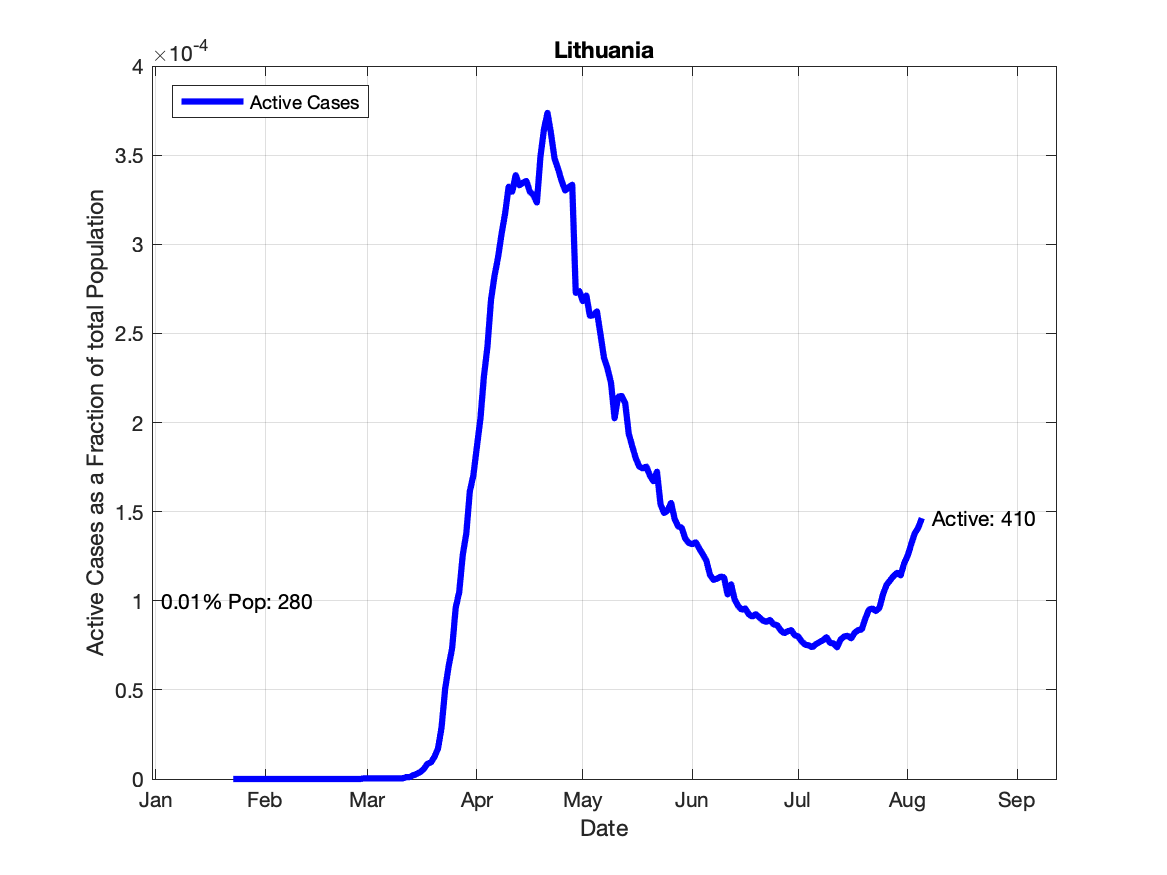 Lithuania
×10-4
Active Cases
Active Cases as a Fraction of total Population
4
3.5
3
2.5
2
1.5
1
0.5
0
Active: 410
0.01% Pop: 280
Jan Feb Mar Apr May Jun Jul Aug Sep
Date